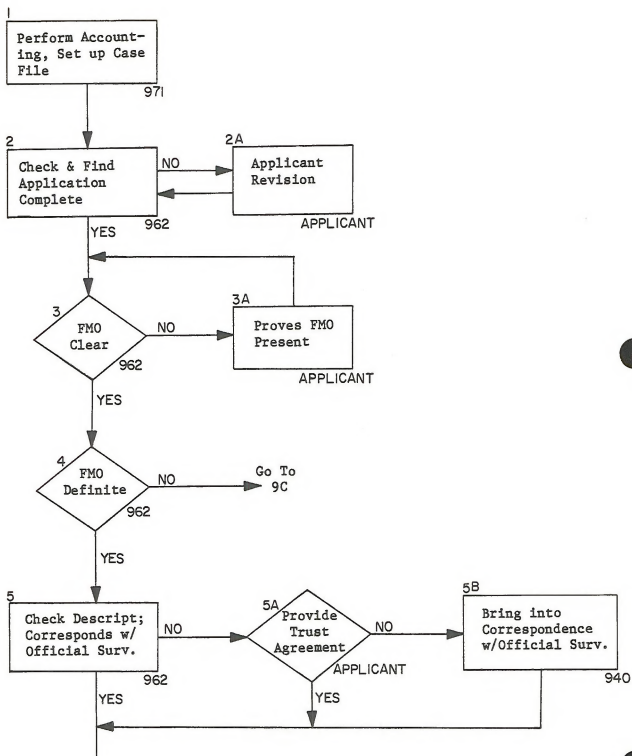 1
Perform Account-
ing, Set up Case
File
971
2
Check & Find
Application
Complete
962
NO
2A
Applicant
Revision
APPLICANT
YES
3
FMO
Clear
962
NO
3A
Proves FMO
Present
APPLICANT
YES
4
FMO
Definite
962
NO
Go To
9C
YES
5
Check Descript;
Corresponds w/
Official Surv.
962
NO
5A
Provide
Trust
Agreement
APPLICANT
NO
5B
Bring into
Correspondence
w/Official Surv.
940
YES
YES